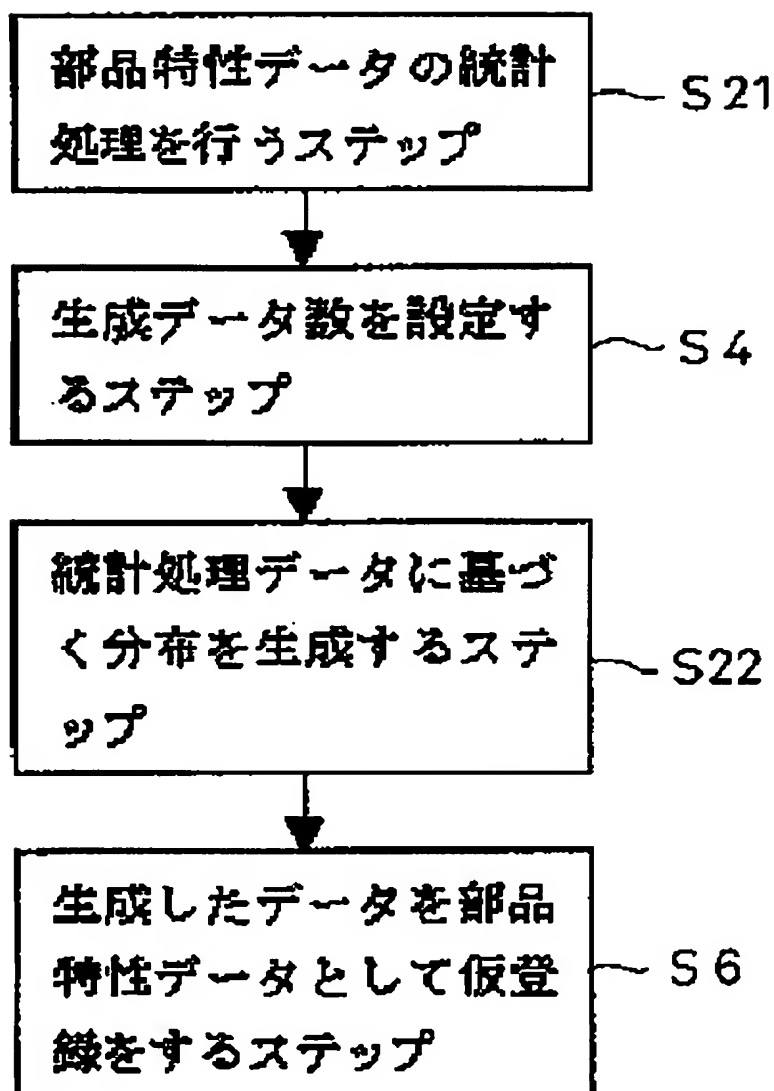 部品特性データの統計
処理を行うステップ
S21
生成データ数を設定す
るステップ
S4
統計処理データに基づ
く分布を生成するステ
ップ
S22
生成したデータを部品
特性データとして仮登
録をするステップ
S6